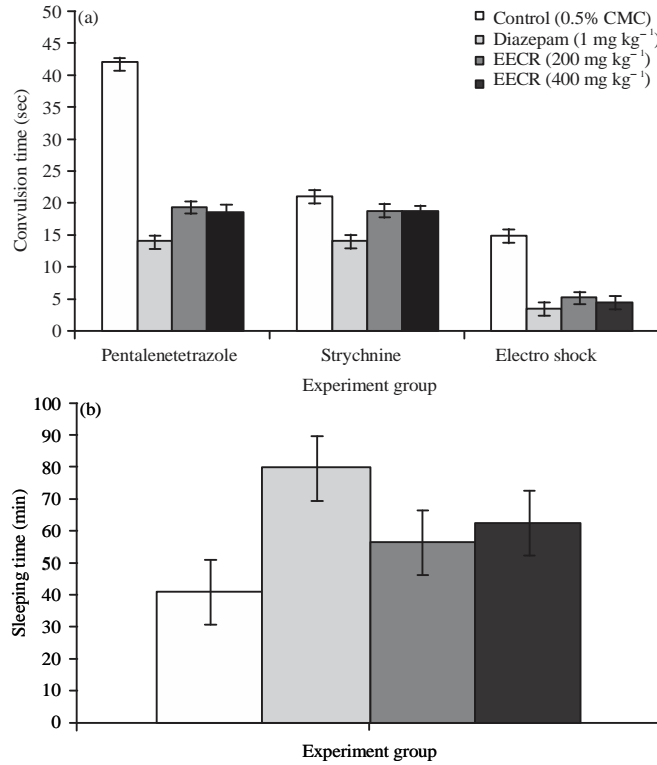 (a)
Control (0.5% CMC)
Diazepam (1 mg kg⁻¹)
EECR (200 mg kg⁻¹)
EECR (400 mg kg⁻¹)
50
45
40
35
30
25
20
15
10
5
0
Convulsion time (sec)
Pentalenetetrazole Strychnine Electro shock
Experiment group
(b)
100
90
80
70
60
50
40
30
20
10
0
Sleeping time (min)
Experiment group